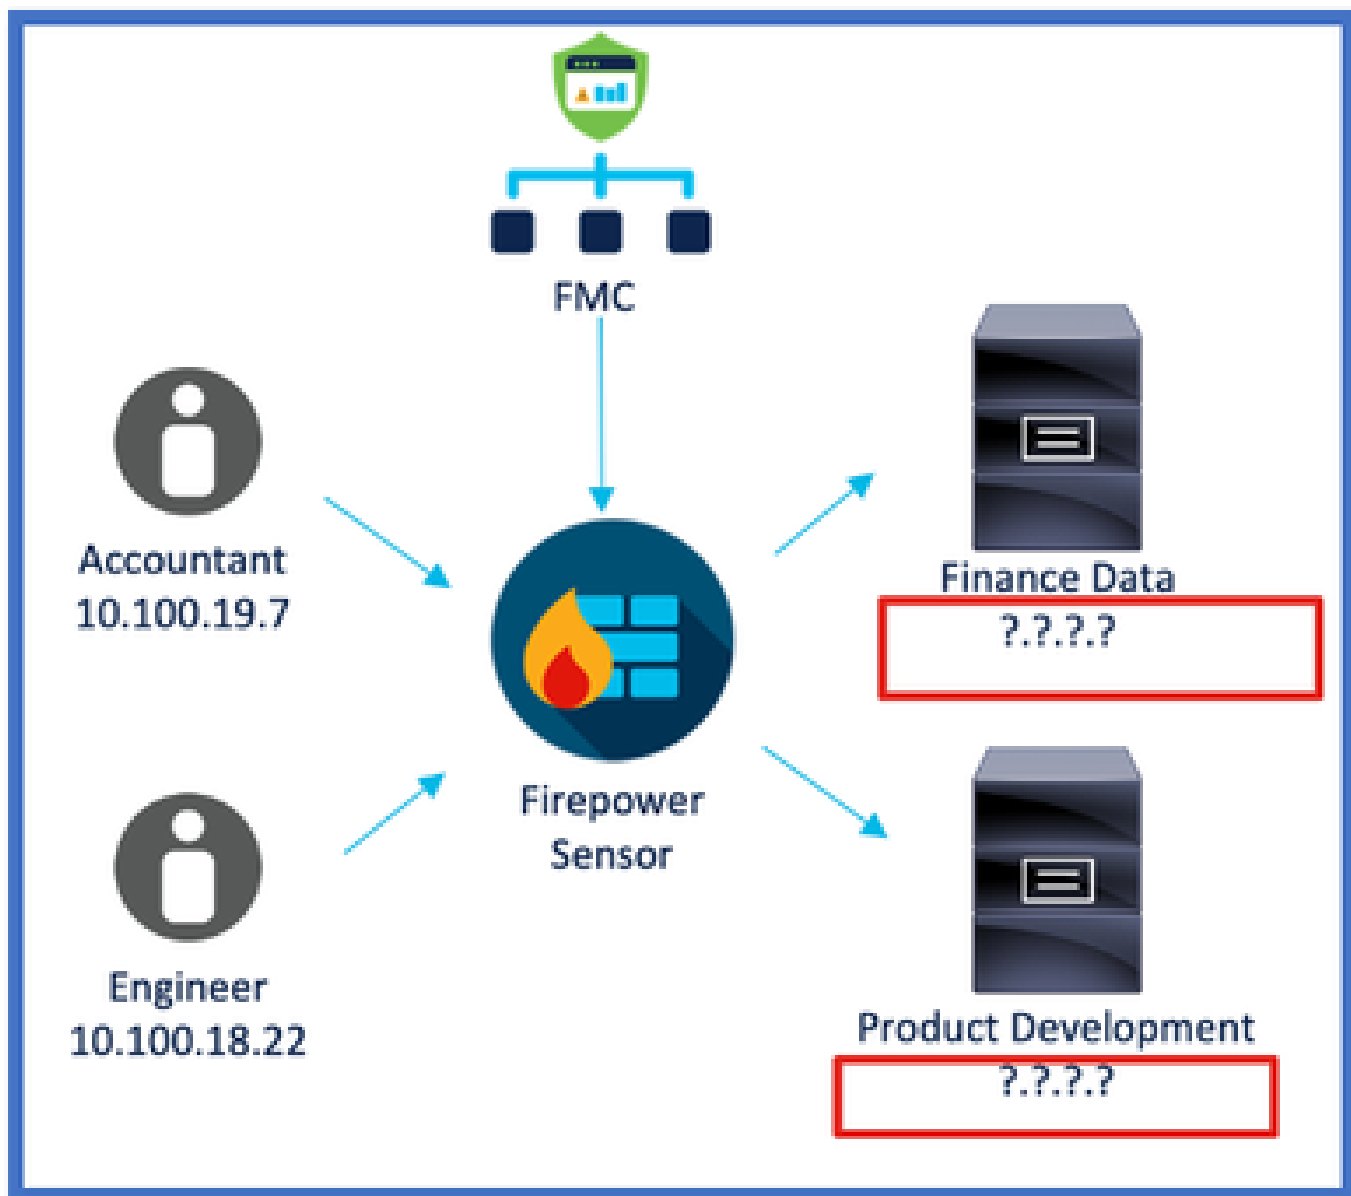 FMC
Accountant
10.100.19.7
Finance Data
?.?.?.?
Firepower
Sensor
Engineer
10.100.18.22
Product Development
?.?.?.?